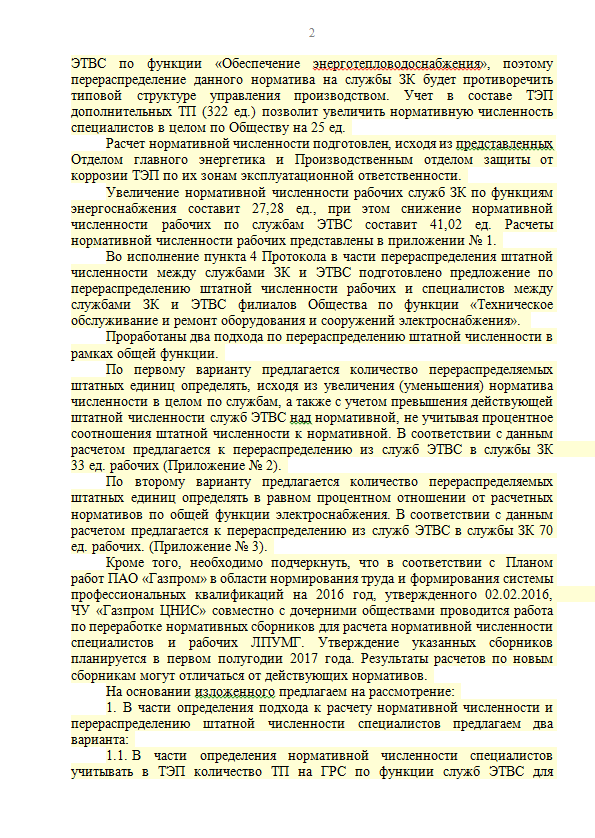 2
ЭТВС по функции «Обеспечение энерготепловодоснабжения», поэтому
перераспределение данного норматива на службы ЗК будет противоречить
типовой структуре управления производством. Учет в составе ТЭП
дополнительных ТП (322 ед.) позволит увеличить нормативную численность
специалистов в целом по Обществу на 25 ед.
Расчет нормативной численности подготовлен, исходя из представленных
Отделом главного энергетика и Производственным отделом защиты от
коррозии ТЭП по их зонам эксплуатационной ответственности.
Увеличение нормативной численности рабочих служб ЗК по функциям
энергоснабжения составит 27,28 ед., при этом снижение нормативной
численности рабочих по службам ЭТВС составит 41,02 ед. Расчеты
нормативной численности рабочих представлены в приложении № 1.
Во исполнение пункта 4 Протокола в части перераспределения штатной
численности между службами ЗК и ЭТВС подготовлено предложение по
перераспределению штатной численности рабочих и специалистов между
службами ЗК и ЭТВС филиалов Общества по функции «Техническое
обслуживание и ремонт оборудования и сооружений электроснабжения».
Проработаны два подхода по перераспределению штатной численности в
рамках общей функции.
По первому варианту предлагается количество перераспределяемых
штатных единиц определять, исходя из увеличения (уменьшения) норматива
численности в целом по службам, а также с учетом превышения действующей
штатной численности служб ЭТВС над нормативной, не учитывая процентное
соотношения штатной численности к нормативной. В соответствии с данным
расчетом предлагается к перераспределению из служб ЭТВС в службы ЗК
33 ед. рабочих (Приложение № 2).
По второму варианту предлагается количество перераспределяемых
штатных единиц определять в равном процентном отношении от расчетных
нормативов по общей функции электроснабжения. В соответствии с данным
расчетом предлагается к перераспределению из служб ЭТВС в службы ЗК 70
ед. рабочих. (Приложение № 3).
Кроме того, необходимо подчеркнуть, что в соответствии с Планом
работ ПАО «Газпром» в области нормирования труда и формирования системы
профессиональных квалификаций на 2016 год, утвержденного 02.02.2016,
ЧУ «Газпром ЦНИС» совместно с дочерними обществами проводится работа
по переработке нормативных сборников для расчета нормативной численности
специалистов и рабочих ЛПУМГ. Утверждение указанных сборников
планируется в первом полугодии 2017 года. Результаты расчетов по новым
сборникам могут отличаться от действующих нормативов.
На основании изложенного предлагаем на рассмотрение:
1. В части определения подхода к расчету нормативной численности и
перераспределению штатной численности специалистов предлагаем два
варианта:
1.1. В части определения нормативной численности специалистов
учитывать в ТЭП количество ТП на ГРС по функции служб ЭТВС для